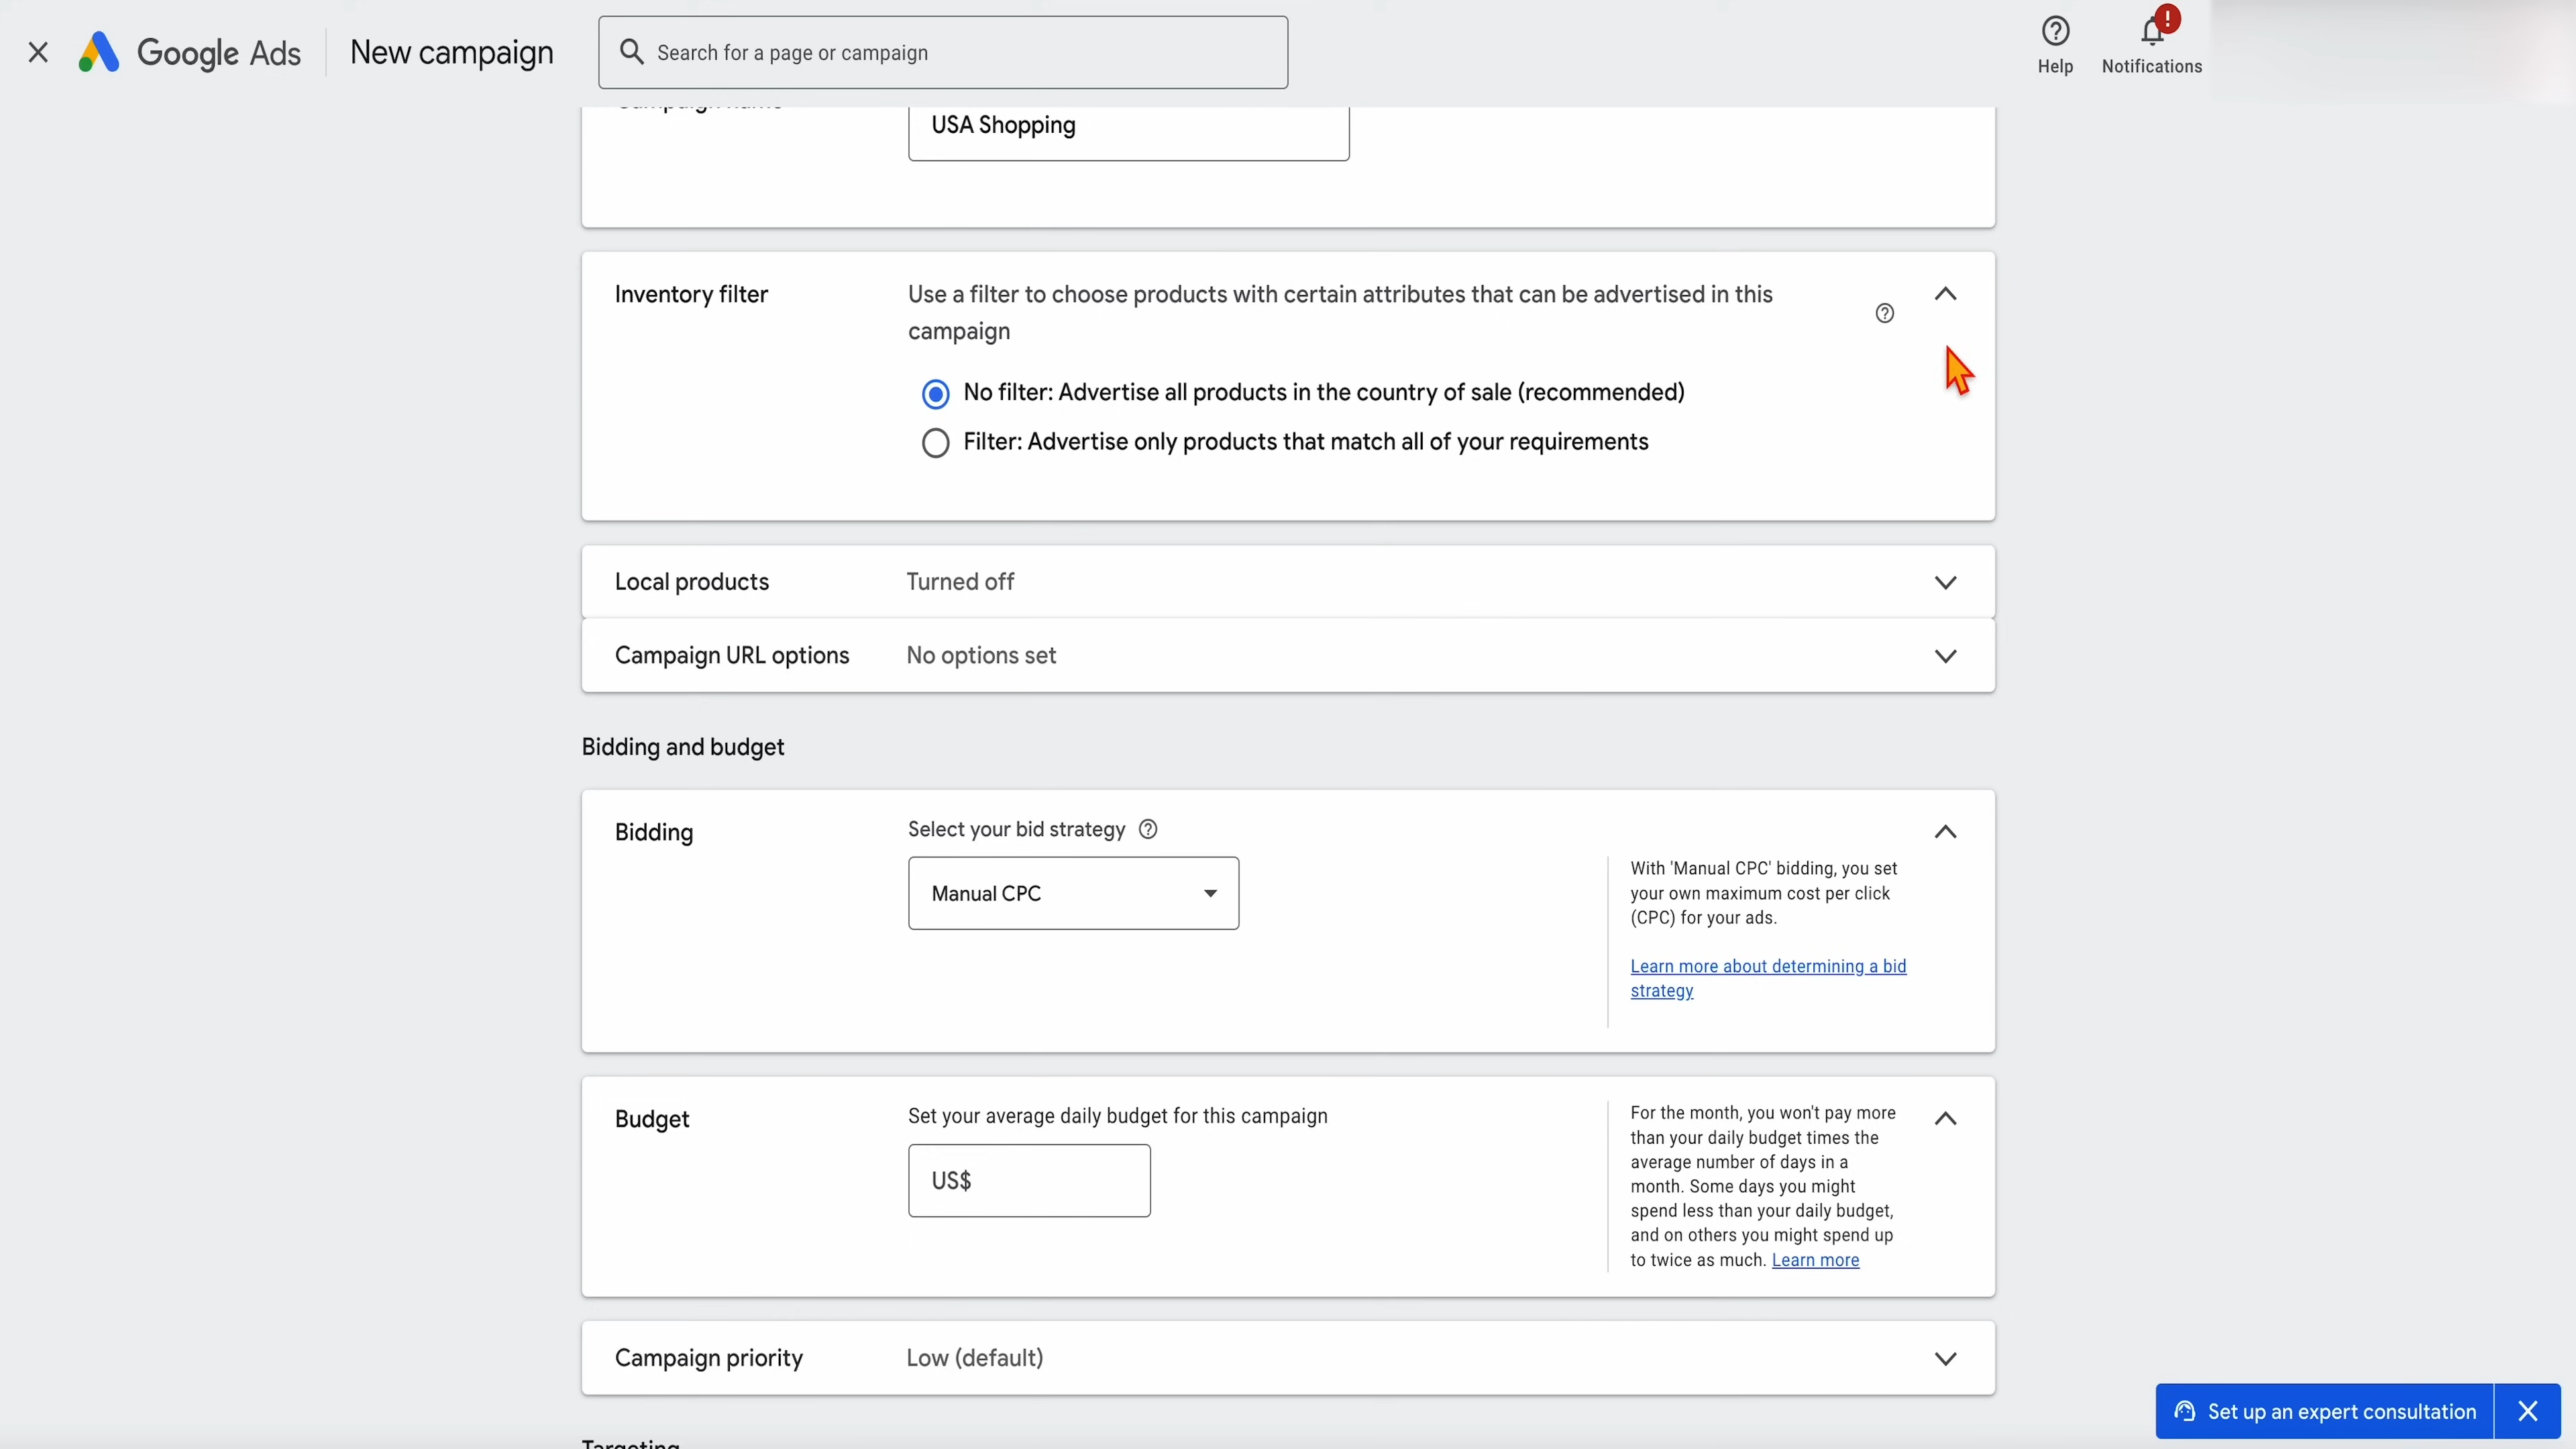 Google Ads
New campaign
Search for a page or campaign
Help
Notifications
USA Shopping
Inventory filter
Use a filter to choose products with certain attributes that can be advertised in this
campaign
No filter: Advertise all products in the country of sale (recommended)
Filter: Advertise only products that match all of your requirements
Local products
Turned off
Campaign URL options
No options set
Bidding and budget
Bidding
Select your bid strategy
Manual CPC
With 'Manual CPC' bidding, you set
your own maximum cost per click
(CPC) for your ads.
Learn more about determining a bid
strategy
Budget
Set your average daily budget for this campaign
US$
For the month, you won't pay more
than your daily budget times the
average number of days in a
month. Some days you might
spend less than your daily budget,
and on others you might spend up
to twice as much. Learn more
Campaign priority
Low (default)
Targeting
Set up an expert consultation